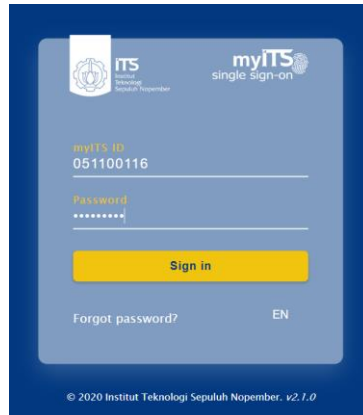 iTS
Institut
Teknologi
Sepuluh Nopember
myITS
single sign-on
myITS ID
051100116
Password
•••••••••
Sign in
Forgot password?
EN
© 2020 Institut Teknologi Sepuluh Nopember. v2.1.0